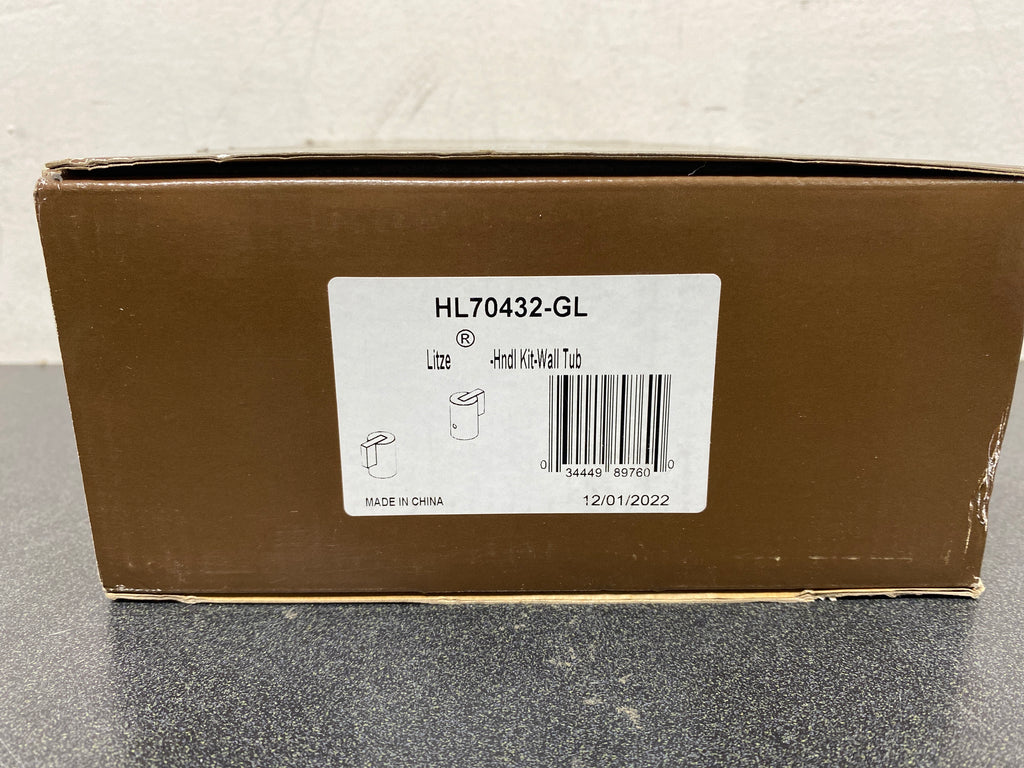 HL70432-GL
Litze ® -Hndl Kit-Wall Tub
0 34449 89760 0
MADE IN CHINA 12/01/2022